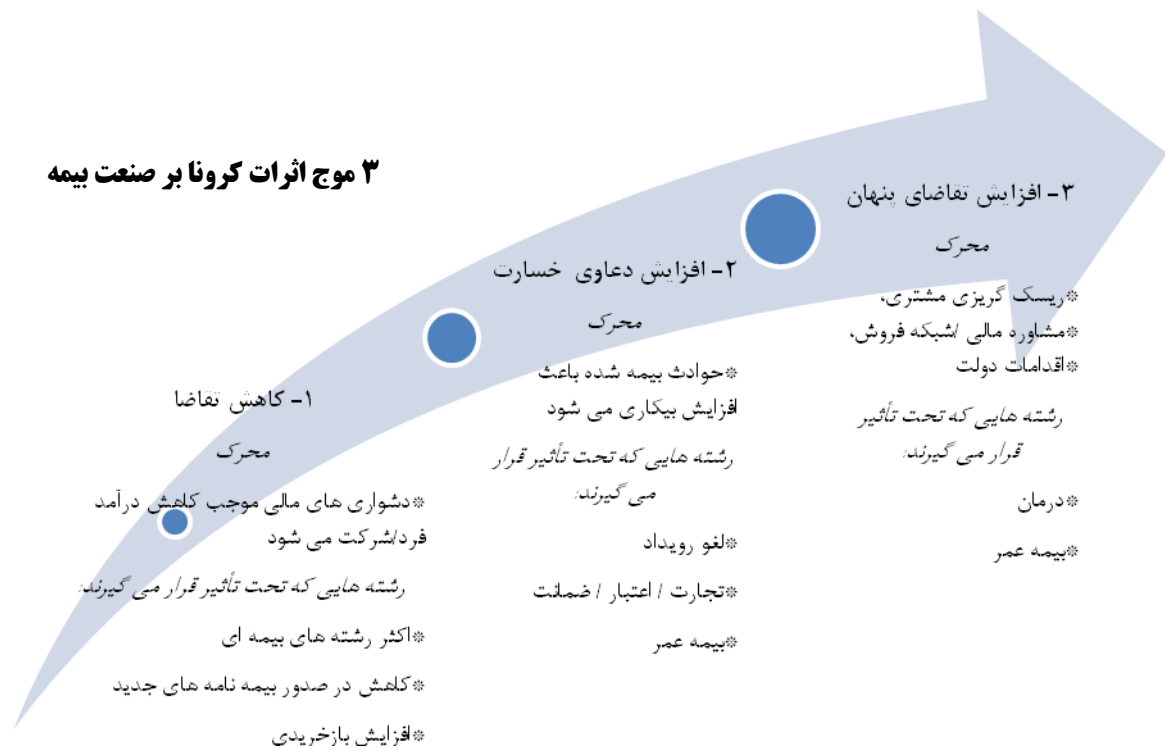 ۳ موج اثرات کرونا بر صنعت بیمه
۱- کاهش تقاضا
محرک
*دشواری های مالی موجب کاهش درآمد
فرد/شرکت می شود
رشته هایی که تحت تأثیر قرار می گیرند:
*اکثر رشته های بیمه ای
*کاهش در صدور بیمه نامه های جدید
*افزایش بازخریدی
۲- افزایش دعاوی خسارت
محرک
*حوادث بیمه شده باعث
افزایش بیکاری می شود
رشته هایی که تحت تأثیر قرار
می گیرند:
*لغو رویداد
*تجارت / اعتبار / ضمانت
*بیمه عمر
۳- افزایش تقاضای پنهان
محرک
*ریسک گریزی مشتری،
*مشاوره مالی /شبکه فروش،
*اقدامات دولت
رشته هایی که تحت تأثیر
قرار می گیرند:
*درمان
*بیمه عمر